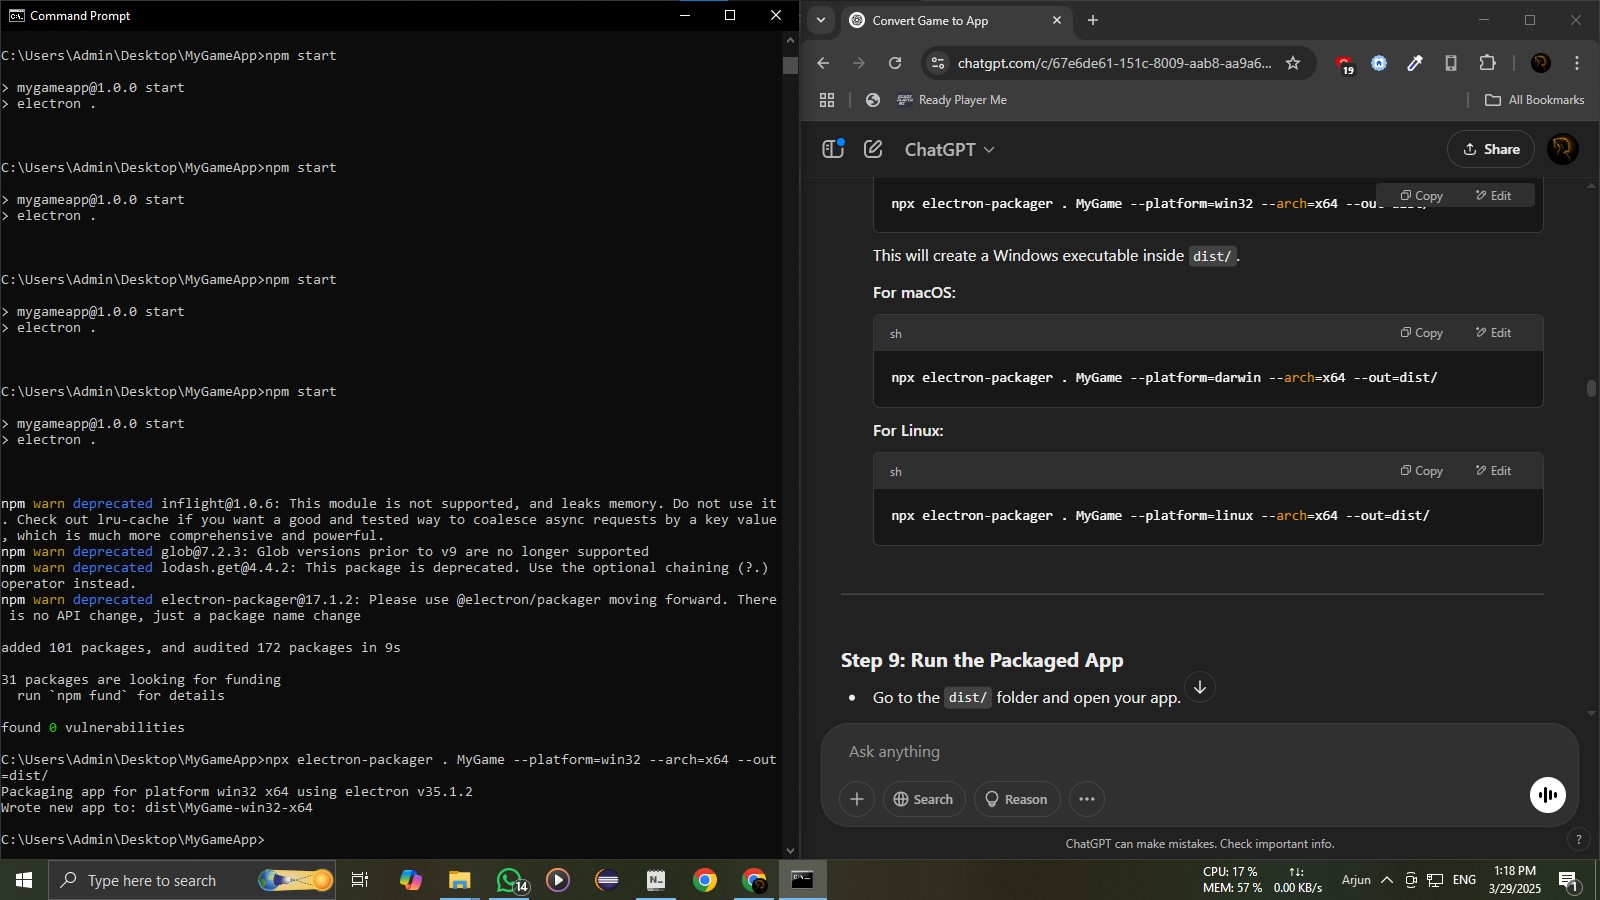 Command Prompt
C:\Users\Admin\Desktop\MyGameApp>npm start
> mygameapp@1.0.0 start
> electron .
C:\Users\Admin\Desktop\MyGameApp>npm start
> mygameapp@1.0.0 start
> electron .
C:\Users\Admin\Desktop\MyGameApp>npm start
> mygameapp@1.0.0 start
> electron .
C:\Users\Admin\Desktop\MyGameApp>npm start
> mygameapp@1.0.0 start
> electron .
npm warn deprecated inflight@1.0.6: This module is not supported, and leaks memory. Do not use it
. Check out lru-cache if you want a good and tested way to coalesce async requests by a key value
, which is much more comprehensive and powerful.
npm warn deprecated glob@7.2.3: Glob versions prior to v9 are no longer supported
npm warn deprecated lodash.get@4.4.2: This package is deprecated. Use the optional chaining (?.)
operator instead.
npm warn deprecated electron-packager@17.1.2: Please use @electron/packager moving forward. There
is no API change, just a package name change
added 101 packages, and audited 172 packages in 9s
31 packages are looking for funding
run `npm fund` for details
found 0 vulnerabilities
C:\Users\Admin\Desktop\MyGameApp>npx electron-packager . MyGame --platform=win32 --arch=x64 --out
=dist/
Packaging app for platform win32 x64 using electron v35.1.2
Wrote new app to: dist\MyGame-win32-x64
C:\Users\Admin\Desktop\MyGameApp>
Convert Game to App
chatgpt.com/c/67e6de61-151c-8009-aab8-aa9a6...
19
Ready Player Me
All Bookmarks
ChatGPT
Share
Copy Edit
npx electron-packager . MyGame --platform=win32 --arch=x64 --out=dist/
This will create a Windows executable inside dist/.
For macOS:
sh
Copy Edit
npx electron-packager . MyGame --platform=darwin --arch=x64 --out=dist/
For Linux:
sh
Copy Edit
npx electron-packager . MyGame --platform=linux --arch=x64 --out=dist/
Step 9: Run the Packaged App
• Go to the dist/ folder and open your app.
Ask anything
Search
Reason
ChatGPT can make mistakes. Check important info.
?
Type here to search
14
N_
CPU: 17 %
MEM: 57 %
↑↓:
0.00 KB/s
Arjun
ENG
1:18 PM
3/29/2025
1